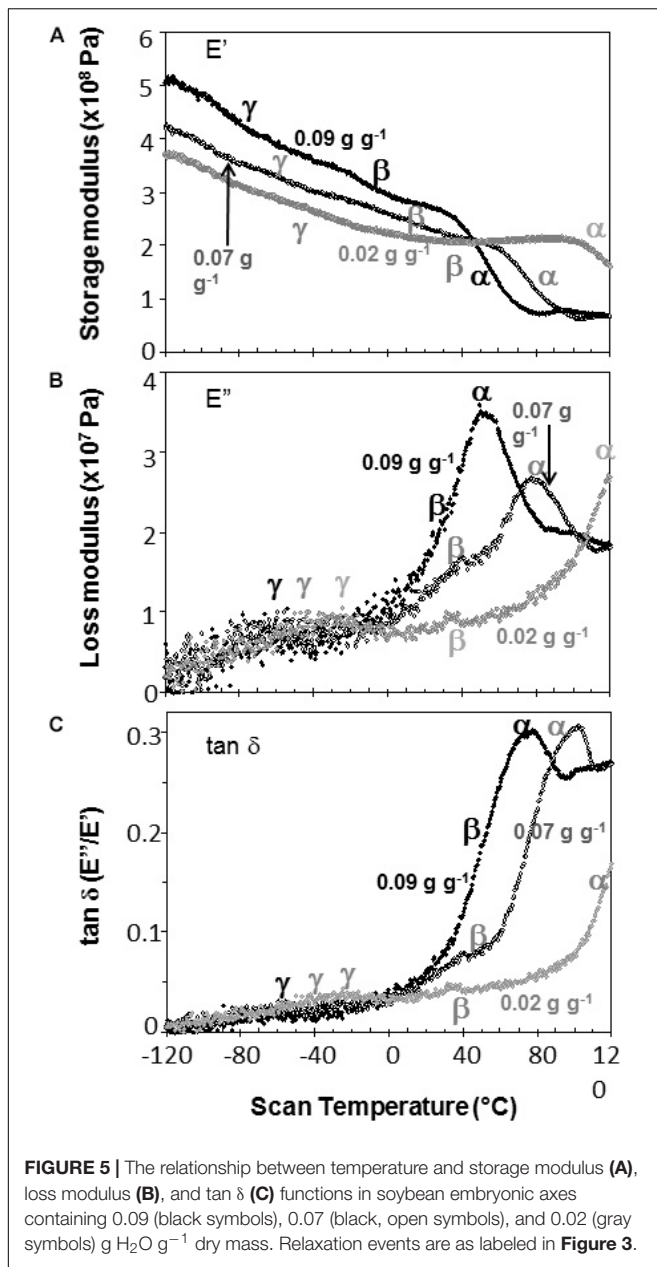 A
E'
Storage modulus (x10⁸ Pa)
6
5
4
3
2
1
0
γ
0.09 g g⁻¹
γ
β
β
α
γ
0.07 g
g⁻¹
0.02 g g⁻¹
β
α
α
B
E"
Loss modulus (x10⁷ Pa)
4
3
2
1
0
α
0.07 g
g⁻¹
0.09 g g⁻¹
α
α
β
β
γ
γ
γ
β
0.02 g g⁻¹
C
tan δ
tan δ (E"/E')
0.3
0.2
0.1
0
α
α
β
0.07 g g⁻¹
0.09 g g⁻¹
α
β
γ
γ
γ
β
0.02 g g⁻¹
-120 -80 -40 0 40 80 12
0
Scan Temperature (°C)
FIGURE 5 | The relationship between temperature and storage modulus (A),
loss modulus (B), and tan δ (C) functions in soybean embryonic axes
containing 0.09 (black symbols), 0.07 (black, open symbols), and 0.02 (gray
symbols) g H₂O g⁻¹ dry mass. Relaxation events are as labeled in Figure 3.